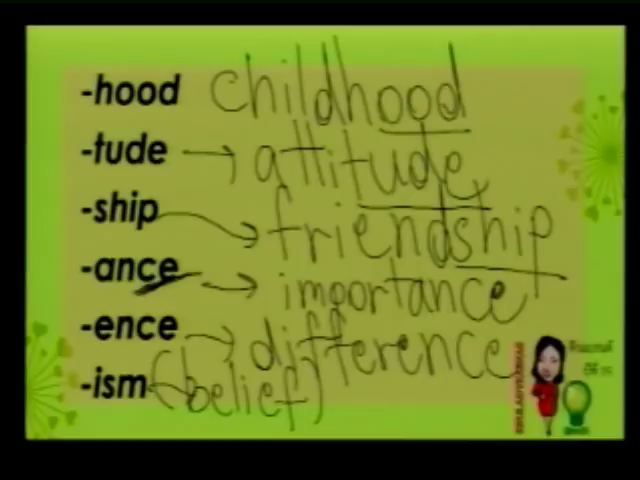 -hood childhood
-tude attitude
-ship friendship
-ance importance
-ence difference
-ism (belief)